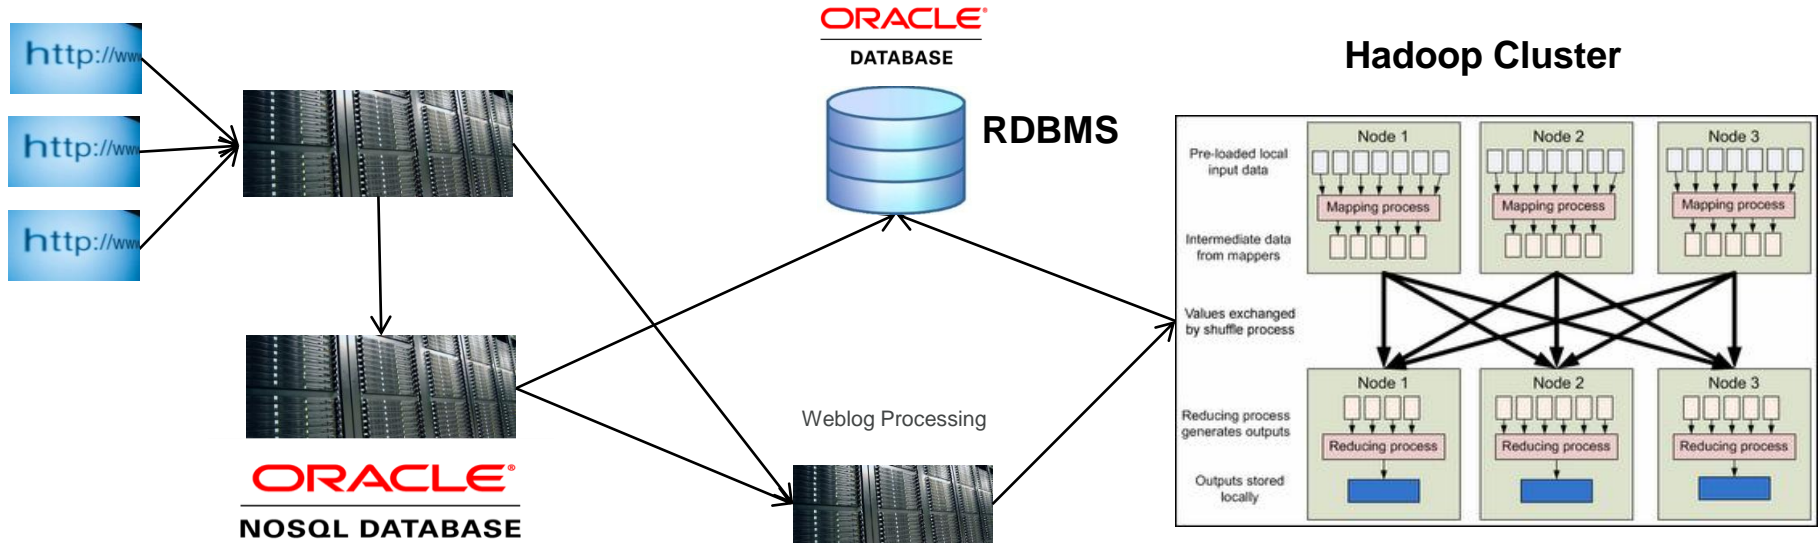 http://www
http://www
http://www
ORACLE®
DATABASE
RDBMS
Hadoop Cluster
ORACLE®
NOSQL DATABASE
Weblog Processing
Node 1
Node 2
Node 3
Pre-loaded local
input data
Mapping process
Mapping process
Mapping process
Intermediate data
from mappers
Values exchanged
by shuffle process
Node 1
Node 2
Node 3
Reducing process
generates outputs
Reducing process
Reducing process
Reducing process
Outputs stored
locally